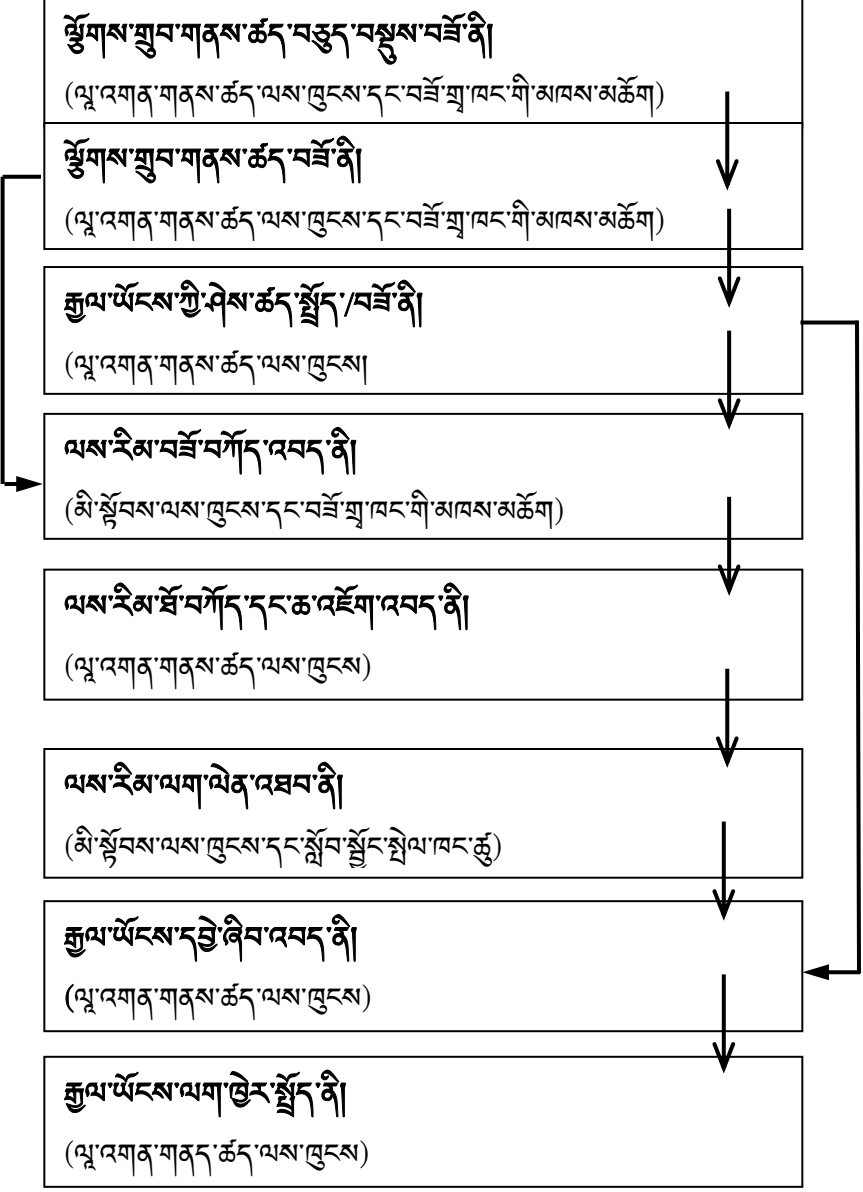 ལྕོགས་གྲུབ་གནས་ཚད་བཅུད་བསྡུས་བཟོ་ནི།
(ལཱ་འགན་གནས་ཚད་ལས་ཁུངས་དང་བཟོ་གྲྭ་ཁང་གི་མཁས་མཆོག)
ལྕོགས་གྲུབ་གནས་ཚད་བཟོ་ནི།
(ལཱ་འགན་གནས་ཚད་ལས་ཁུངས་དང་བཟོ་གྲྭ་ཁང་གི་མཁས་མཆོག)
རྒྱལ་ཡོངས་ཀྱི་ཤེས་ཚད་སྤྲོད་/བཟོ་ནི།
(ལཱ་འགན་གནས་ཚད་ལས་ཁུངས།
ལས་རིམ་བཟོ་བཀོད་འབད་ནི།
(མི་སྟོབས་ལས་ཁུངས་དང་བཟོ་གྲྭ་ཁང་གི་མཁས་མཆོག)
ལས་རིམ་ཐོ་བཀོད་དང་ཆ་འཇོག་འབད་ནི།
(ལཱ་འགན་གནས་ཚད་ལས་ཁུངས)
ལས་རིམ་ལག་ལེན་འཐབ་ནི།
(མི་སྟོབས་ལས་ཁུངས་དང་སློབ་སྦྱོང་སྤེལ་ཁང་ཚུ)
རྒྱལ་ཡོངས་དབྱེ་ཞིབ་འབད་ནི།
(ལཱ་འགན་གནས་ཚད་ལས་ཁུངས)
རྒྱལ་ཡོངས་ལག་ཁྱེར་སྤྲོད་ནི།
(ལཱ་འགན་གནད་ཚད་ལས་ཁུངས)